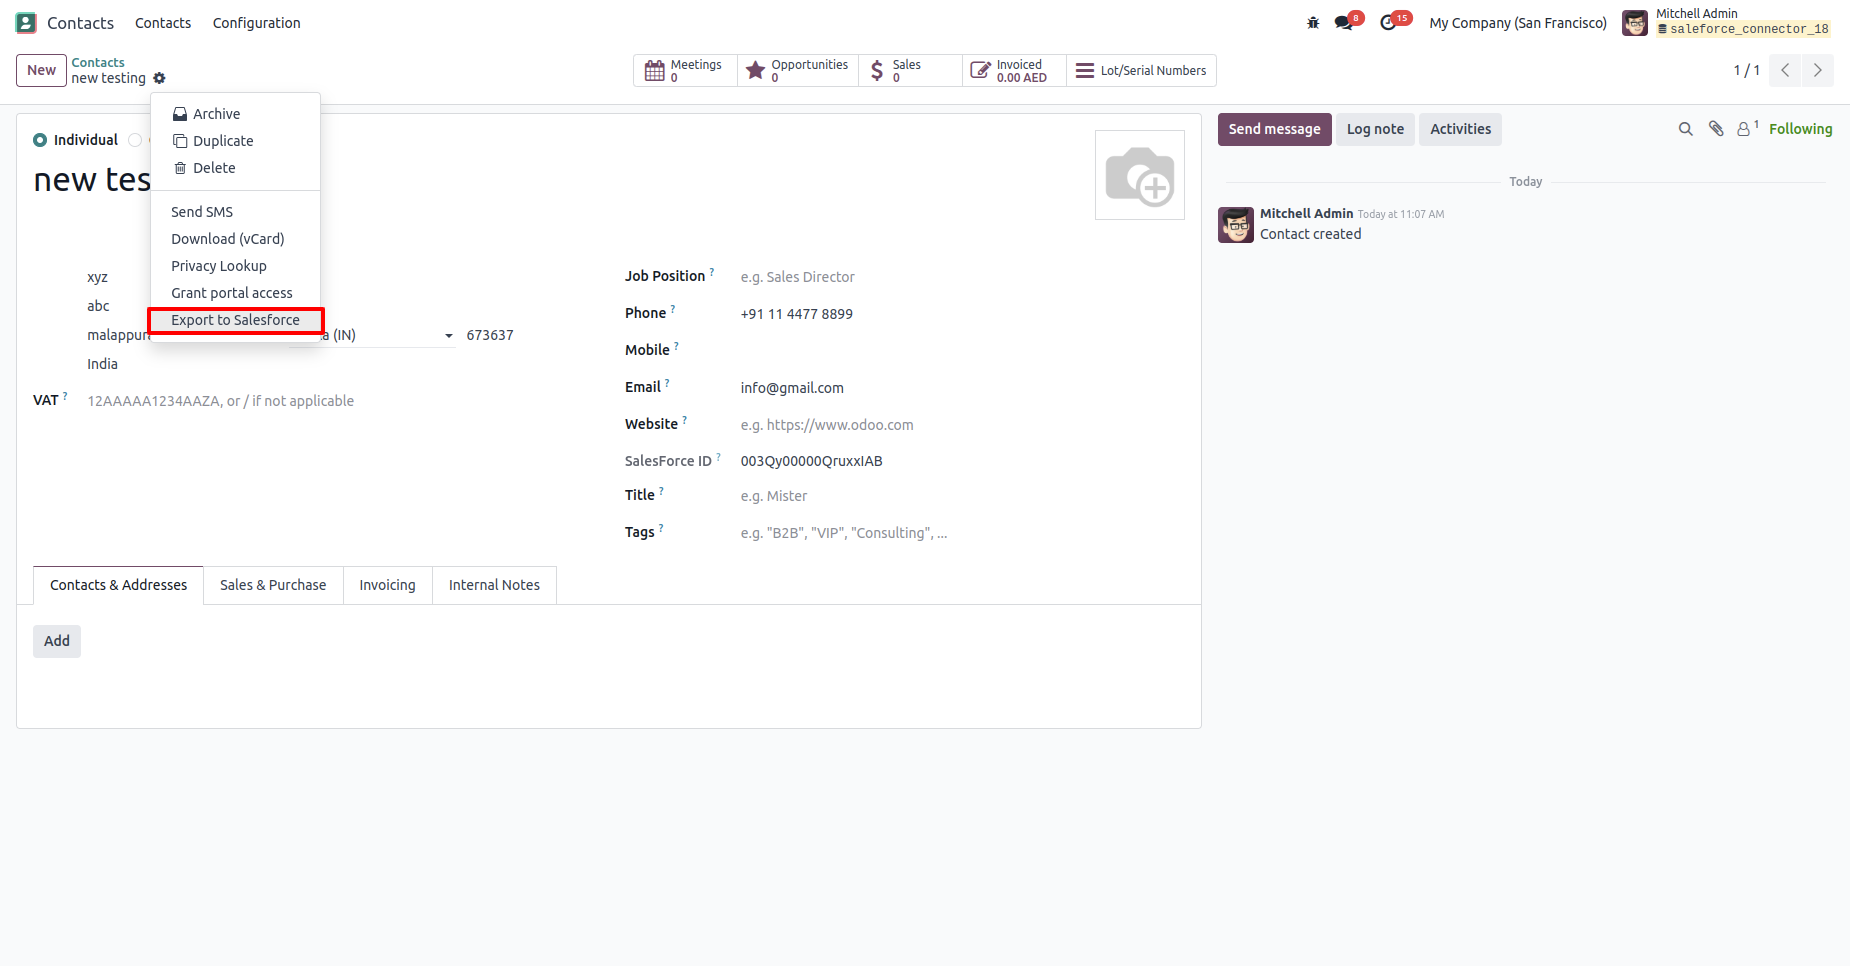 Contacts Contacts Configuration 8 15 My Company (San Francisco) Mitchell Admin
saleforce_connector_18
New Contacts
new testing
Meetings 0 Opportunities 0 Sales 0 Invoiced 0.00 AED Lot/Serial Numbers
1 / 1
Archive
Duplicate
Delete
Send SMS
Download (vCard)
Privacy Lookup
Grant portal access
Export to Salesforce
Individual
new tes
xyz
abc
malappur
(IN) 673637
India
VAT ? 12AAAAA1234AAZA, or / if not applicable
Job Position ? e.g. Sales Director
Phone ? +91 11 4477 8899
Mobile ?
Email ? info@gmail.com
Website ? e.g. https://www.odoo.com
SalesForce ID ? 003Qy00000QruxxIAB
Title ? e.g. Mister
Tags ? e.g. "B2B", "VIP", "Consulting", ...
Contacts & Addresses Sales & Purchase Invoicing Internal Notes
Add
Send message Log note Activities 1 Following
Today
Mitchell Admin Today at 11:07 AM
Contact created